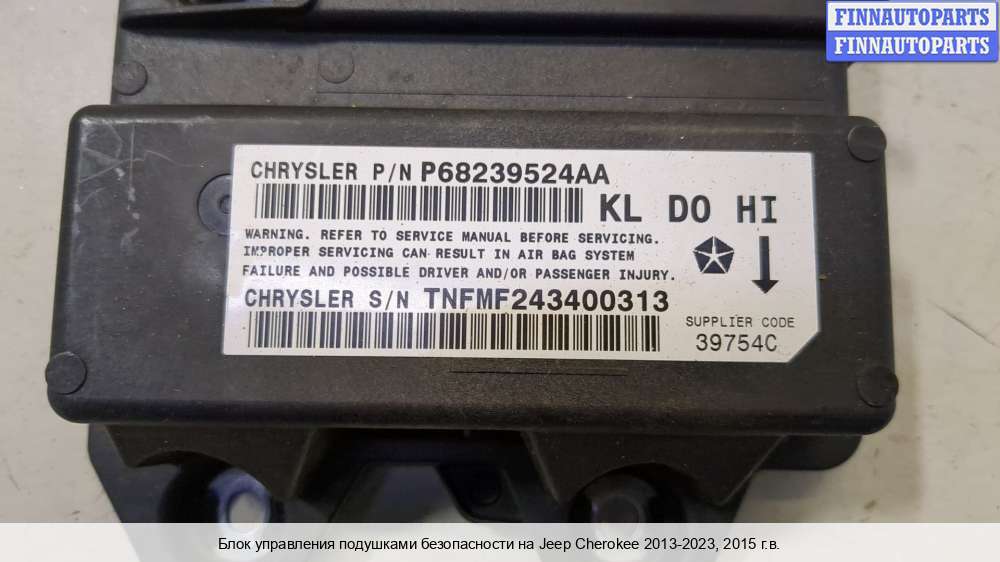 FINNAUTOPARTS
FINNAUTOPARTS
CHRYSLER P/N P68239524AA
KL DO HI
WARNING. REFER TO SERVICE MANUAL BEFORE SERVICING.
IMPROPER SERVICING CAN RESULT IN AIR BAG SYSTEM
FAILURE AND POSSIBLE DRIVER AND/OR PASSENGER INJURY.
CHRYSLER S/N TNFMF243400313
SUPPLIER CODE
39754C
Блок управления подушками безопасности на Jeep Cherokee 2013-2023, 2015 г.в.